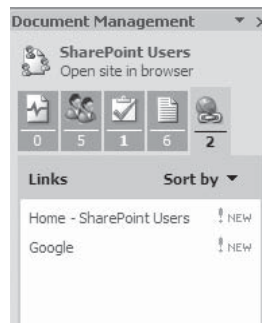 Document Management
SharePoint Users
Open site in browser
0 5 1 6 2
Links Sort by
Home - SharePoint Users ! NEW
Google ! NEW